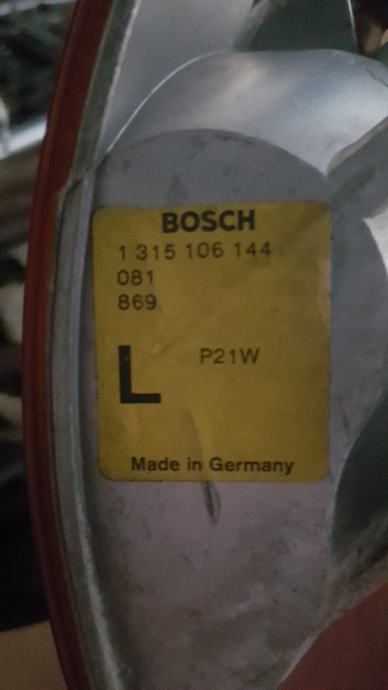 BOSCH
1 315 106 144
081
869
L P21W
Made in Germany